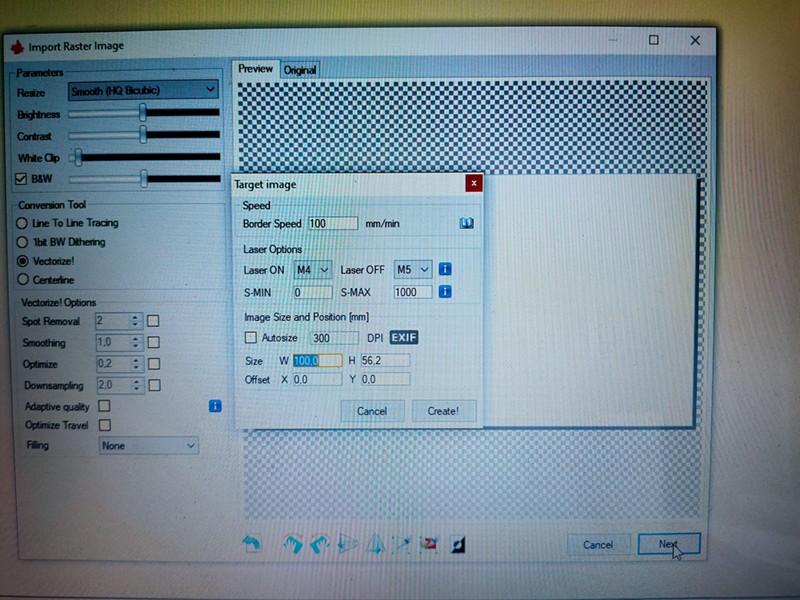 Import Raster Image
Parameters
Resize Smooth (HQ Bicubic)
Brightness
Contrast
White Clip
B&W
Conversion Tool
Line To Line Tracing
1bit BW Dithering
Vectorize!
Centerline
Vectorize! Options
Spot Removal 2
Smoothing 1,0
Optimize 0,2
Downsampling 2,0
Adaptive quality
Optimize Travel
Filling None
Preview Original
Target image
Speed
Border Speed 100 mm/min
Laser Options
Laser ON M4 Laser OFF M5
S-MIN 0 S-MAX 1000
Image Size and Position [mm]
Autosize 300 DPI EXIF
Size W 100,0 H 56,2
Offset X 0,0 Y 0,0
Cancel Create!
Cancel Next